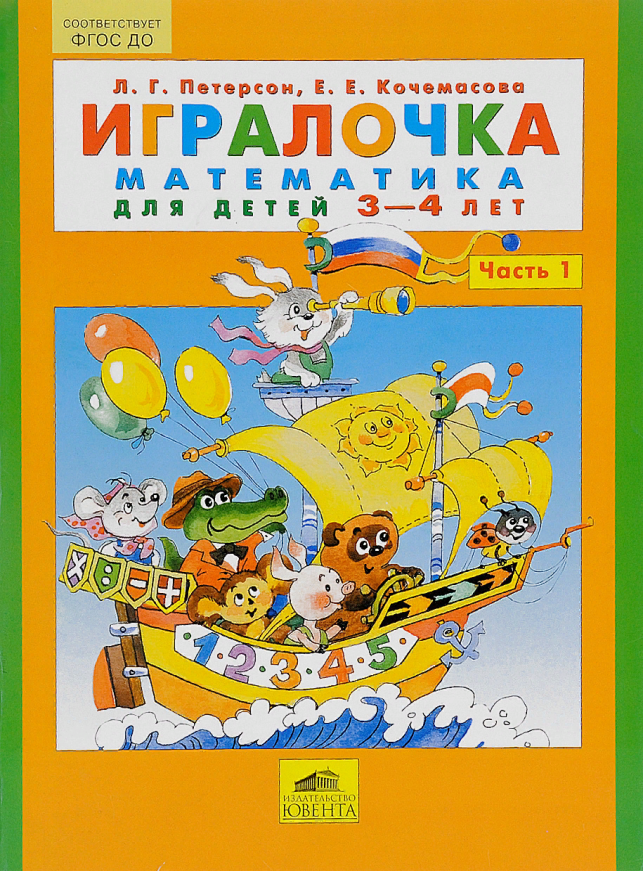 СООТВЕТСТВУЕТ
ФГОС ДО
Л. Г. Петерсон, Е. Е. Кочемасова
ИГРАЛОЧКА
МАТЕМАТИКА
ДЛЯ ДЕТЕЙ 3—4 ЛЕТ
Часть 1
× : − +
1 · 2 · 3 · 4 · 5
ИЗДАТЕЛЬСТВО
ЮВЕНТА